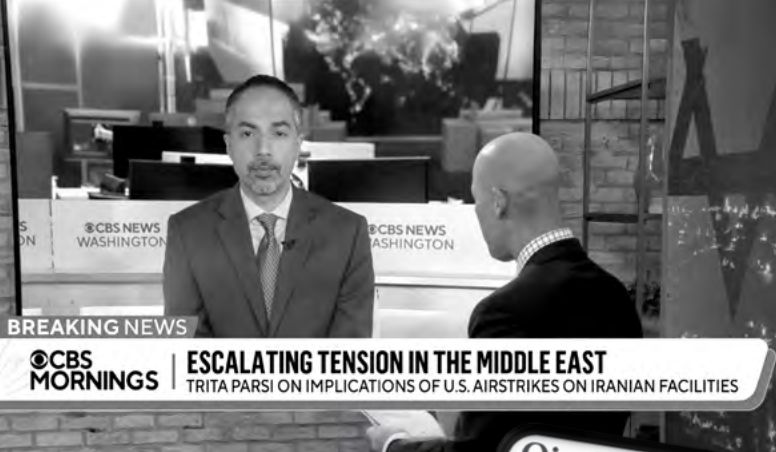 CBS NEWS
WASHINGTON
CBS NEWS
WASHINGTON
BREAKING NEWS
CBS
MORNINGS
ESCALATING TENSION IN THE MIDDLE EAST
TRITA PARSI ON IMPLICATIONS OF U.S. AIRSTRIKES ON IRANIAN FACILITIES